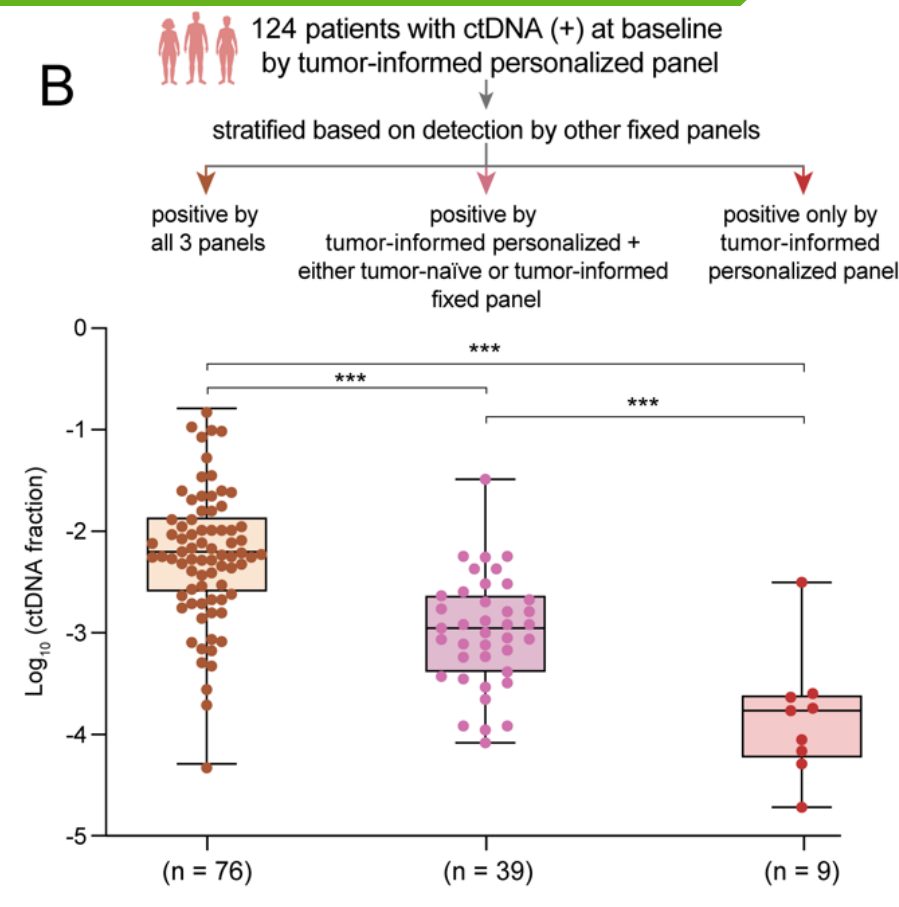 B
124 patients with ctDNA (+) at baseline
by tumor-informed personalized panel
stratified based on detection by other fixed panels
positive by
all 3 panels
positive by
tumor-informed personalized +
either tumor-naïve or tumor-informed
fixed panel
positive only by
tumor-informed
personalized panel
Log₁₀ (ctDNA fraction)
0
-1
-2
-3
-4
-5
***
***
***
(n = 76)
(n = 39)
(n = 9)